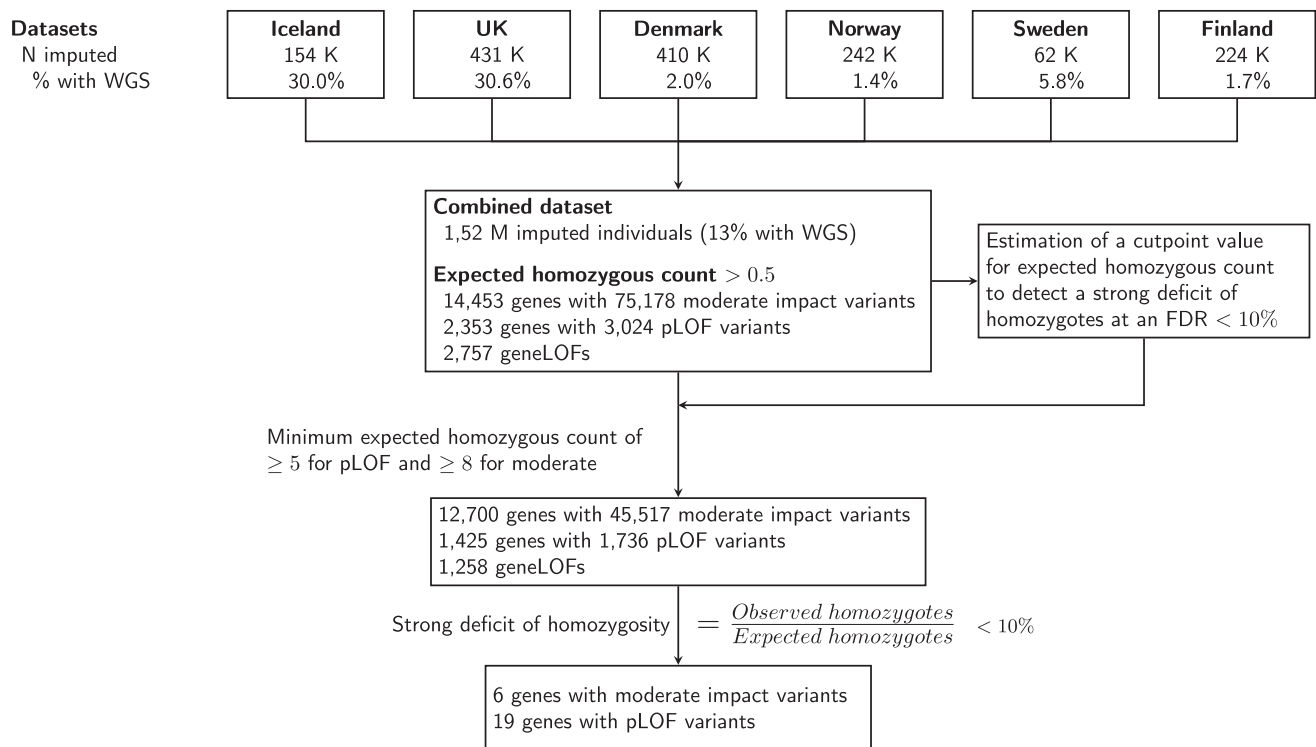 Datasets
N imputed
% with WGS
Iceland
154 K
30.0%
UK
431 K
30.6%
Denmark
410 K
2.0%
Norway
242 K
1.4%
Sweden
62 K
5.8%
Finland
224 K
1.7%
Combined dataset
1,52 M imputed individuals (13% with WGS)
Expected homozygous count > 0.5
14,453 genes with 75,178 moderate impact variants
2,353 genes with 3,024 pLOF variants
2,757 geneLOFs
Estimation of a cutpoint value
for expected homozygous count
to detect a strong deficit of
homozygotes at an FDR < 10%
Minimum expected homozygous count of
≥ 5 for pLOF and ≥ 8 for moderate
12,700 genes with 45,517 moderate impact variants
1,425 genes with 1,736 pLOF variants
1,258 geneLOFs
Strong deficit of homozygosity
= Observed homozygotes
Expected homozygotes < 10%
6 genes with moderate impact variants
19 genes with pLOF variants